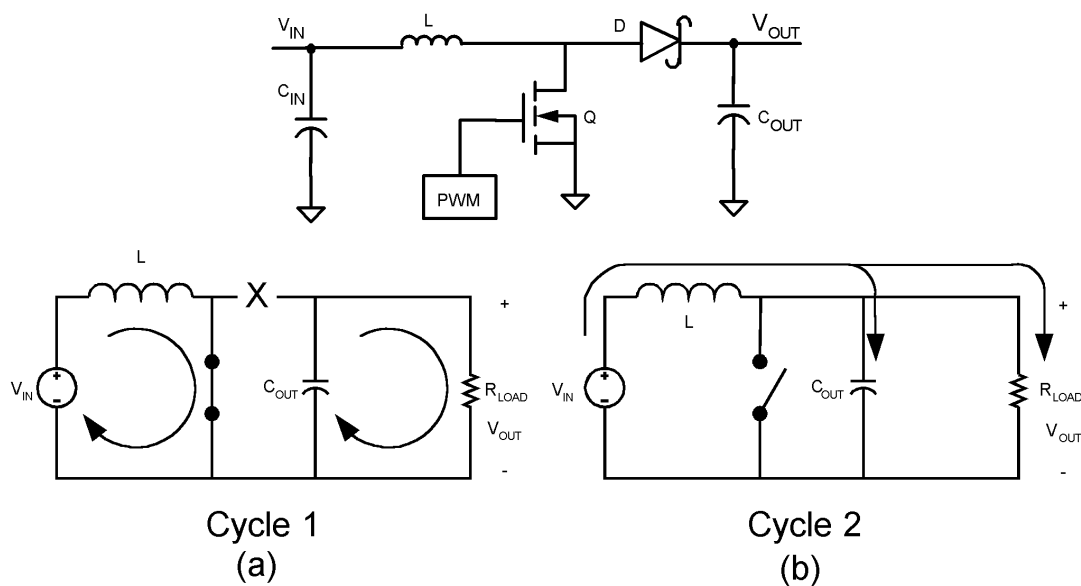 V_IN
L
D
V_OUT
C_IN
Q
C_OUT
PWM
L
X
+
V_IN
+
-
C_OUT
R_LOAD
V_OUT
-
Cycle 1
(a)
L
+
V_IN
+
-
C_OUT
R_LOAD
V_OUT
-
Cycle 2
(b)